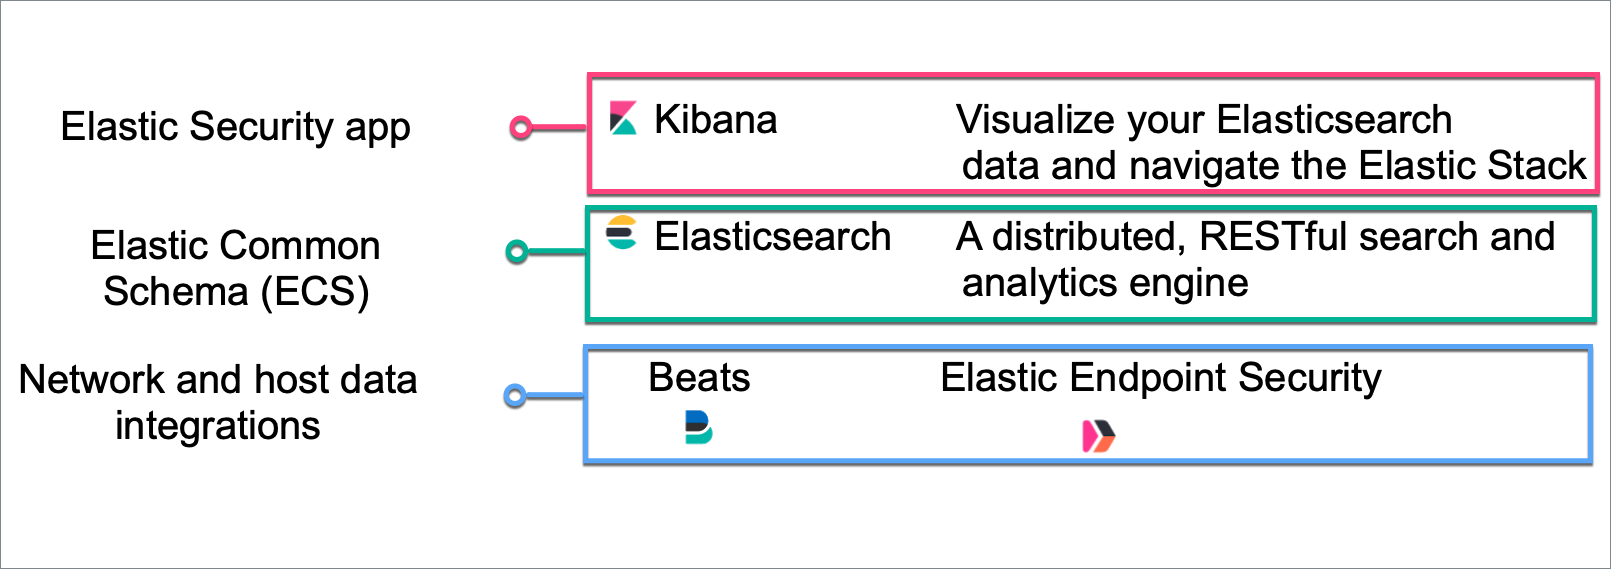 Elastic Security app
Kibana
Visualize your Elasticsearch
data and navigate the Elastic Stack
Elastic Common
Schema (ECS)
Elasticsearch
A distributed, RESTful search and
analytics engine
Network and host data
integrations
Beats
Elastic Endpoint Security